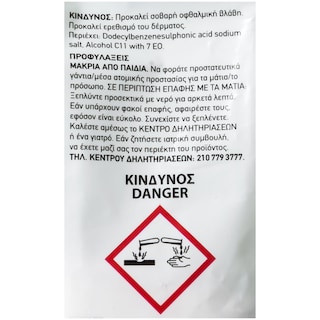 ΚΙΝΔΥΝΟΣ: Προκαλεί σοβαρή οφθαλμική βλάβη.
Προκαλεί ερεθισμό του δέρματος.
Περιέχει: Dodecylbenzenesulphonic acid sodium
salt. Alcohol C11 with 7 EO.
ΠΡΟΦΥΛΑΞΕΙΣ
ΜΑΚΡΙΑ ΑΠΟ ΠΑΙΔΙΑ. Να φοράτε προστατευτικά
γάντια/μέσα ατομικής προστασίας για τα μάτια/το
πρόσωπο. ΣΕ ΠΕΡΙΠΤΩΣΗ ΕΠΑΦΗΣ ΜΕ ΤΑ ΜΑΤΙΑ:
Ξεπλύντε προσεκτικά με νερό για αρκετά λεπτά.
Εάν υπάρχουν φακοί επαφής, αφαιρέστε τους,
εφόσον είναι εύκολο. Συνεχίστε να ξεπλένετε.
Καλέστε αμέσως το ΚΕΝΤΡΟ ΔΗΛΗΤΗΡΙΑΣΕΩΝ
ή ένα γιατρό. Εάν ζητήσετε ιατρική συμβουλή,
να έχετε μαζί σας τον περιέκτη του προϊόντος.
ΤΗΛ. ΚΕΝΤΡΟΥ ΔΗΛΗΤΗΡΙΑΣΕΩΝ: 210 779 3777.
ΚΙΝΔΥΝΟΣ
DANGER